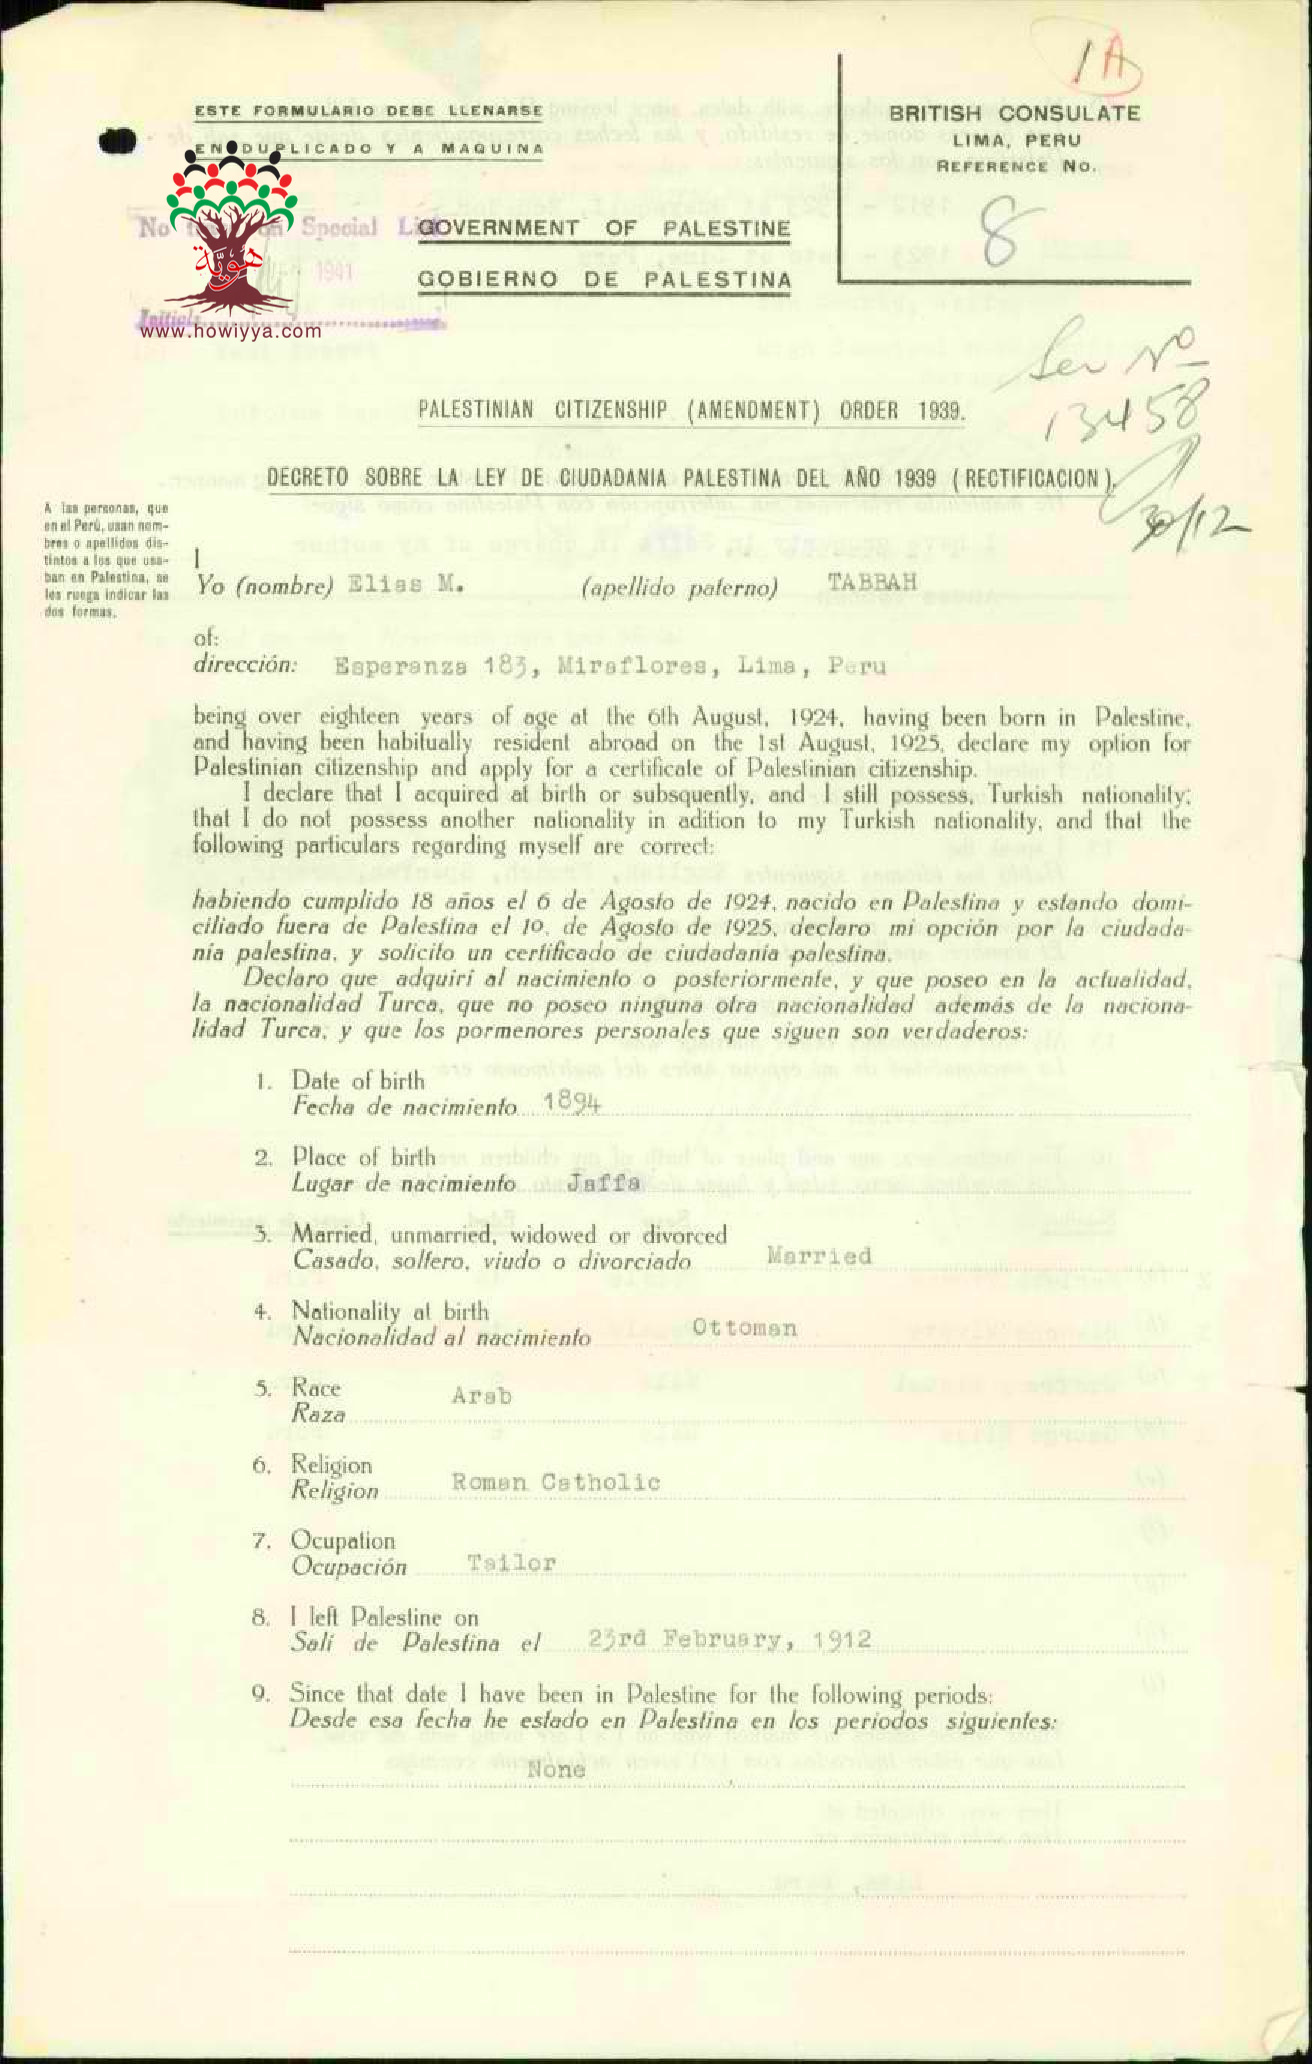 1A
ESTE FORMULARIO DEBE LLENARSE
EN DUPLICADO Y A MAQUINA
BRITISH CONSULATE
LIMA, PERU
REFERENCE No.
8
No on Special List
1941
Initials
هوية
www.howiyya.com
GOVERNMENT OF PALESTINE
GOBIERNO DE PALESTINA
Ser No
13458
30/12
PALESTINIAN CITIZENSHIP (AMENDMENT) ORDER 1939.
DECRETO SOBRE LA LEY DE CIUDADANIA PALESTINA DEL AÑO 1939 (RECTIFICACION).
A las personas, que
en el Perú, usan nom-
bres o apellidos dis-
tintos a los que usa-
ban en Palestina, se
les ruega indicar las
dos formas.
I
Yo (nombre) Elias M. (apellido paterno) TABBAH
of:
dirección: Esperanza 183, Miraflores, Lima, Peru
being over eighteen years of age at the 6th August, 1924, having been born in Palestine,
and having been habitually resident abroad on the 1st August, 1925, declare my option for
Palestinian citizenship and apply for a certificate of Palestinian citizenship.
I declare that I acquired at birth or subsquently, and I still possess, Turkish nationality;
that I do not possess another nationality in adition to my Turkish nationality, and that the
following particulars regarding myself are correct:
habiendo cumplido 18 años el 6 de Agosto de 1924, nacido en Palestina y estando domi-
ciliado fuera de Palestina el 1o. de Agosto de 1925, declaro mi opción por la ciudada-
nía palestina, y solicito un certificado de ciudadanía palestina.
Declaro que adquirí al nacimiento o posteriormente, y que poseo en la actualidad,
la nacionalidad Turca, que no poseo ninguna otra nacionalidad además de la naciona-
lidad Turca, y que los pormenores personales que siguen son verdaderos:
1. Date of birth
Fecha de nacimiento 1894
2. Place of birth
Lugar de nacimiento Jaffa
3. Married, unmarried, widowed or divorced
Casado, soltero, viudo o divorciado Married
4. Nationality at birth
Nacionalidad al nacimiento Ottoman
5. Race
Raza Arab
6. Religion
Religion Roman Catholic
7. Ocupation
Ocupación Tailor
8. I left Palestine on
Salí de Palestina el 23rd February, 1912
9. Since that date I have been in Palestine for the following periods:
Desde esa fecha he estado en Palestina en los periodos siguientes:
None